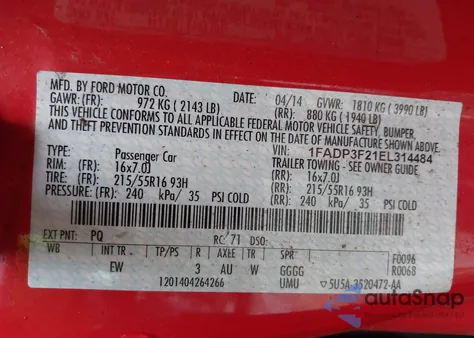 MFD. BY FORD MOTOR CO.
DATE: 04/14 GVWR: 1810 KG (3990 LB)
GAWR: (FR): 972 KG (2143 LB) (RR): 880 KG (1940 LB)
THIS VEHICLE CONFORMS TO ALL APPLICABLE FEDERAL MOTOR VEHICLE SAFETY, BUMPER,
AND THEFT PREVENTION STANDARDS IN EFFECT ON THE DATE OF MANUFACTURE SHOWN ABOVE.
VIN: 1FADP3F21EL314484
TYPE: Passenger Car TRAILER TOWING - SEE OWNER GUIDE
RIM: (FR): 16x7.0J (RR): 16x7.0J
TIRE: (FR): 215/55R16 93H (RR): 215/55R16 93H
PRESSURE: (FR): 240 kPa/ 35 PSI COLD (RR): 240 kPa/ 35 PSI COLD
EXT PNT: PQ RC: 71 DSO:
WB INT TR TP/PS R AXLE TR SPR F0096
EW 3 AU W GGGG R0068
1201404264266 UMU 5U5A-3520472-AA
autoSnap